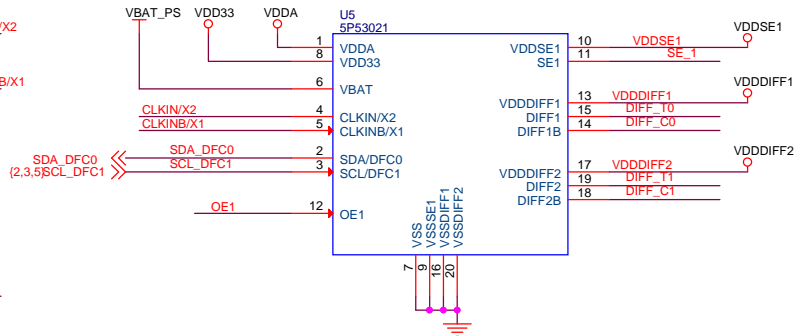 /X2
B/X1
VBAT_PS
VDD33
VDDA
U5
5P53021
VDDSE1
1 VDDA
8 VDD33
VDDSE1 10 VDDSE1
SE1 11 SE_1
6 VBAT
VDDDIFF1
VDDDIFF1 13 VDDDIFF1
CLKIN/X2 4 CLKIN/X2
DIFF1 15 DIFF_T0
CLKINB/X1 5 CLKINB/X1
DIFF1B 14 DIFF_C0
VDDDIFF2
SDA_DFC0 SDA_DFC0 2 SDA/DFC0
{2,3,5}SCL_DFC1 SCL_DFC1 3 SCL/DFC1
VDDDIFF2 17 VDDDIFF2
DIFF2 19 DIFF_T1
DIFF2B 18 DIFF_C1
OE1 12 OE1
VSS
VSSSE1
VSSDIFF1
VSSDIFF2
7
9
16
20